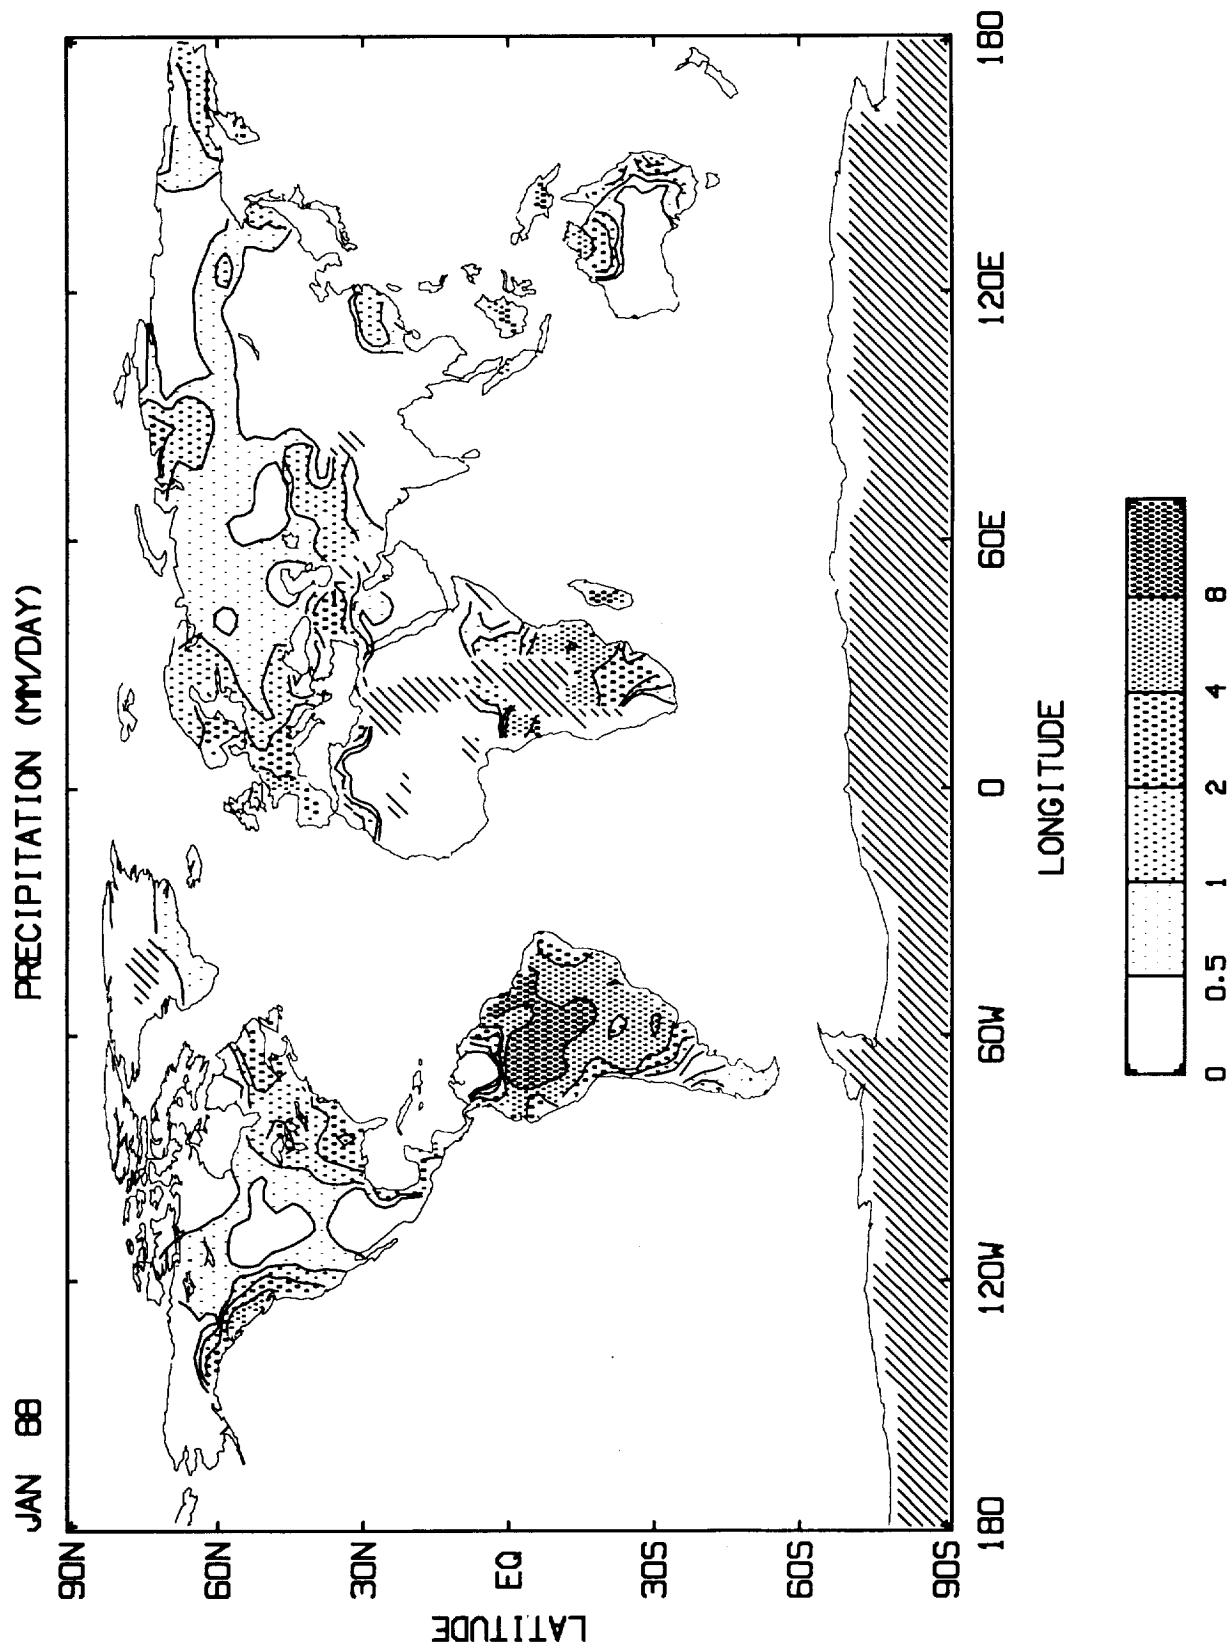 JAN 88 PRECIPITATION (MM/DAY)
90N
60N
30N
EQ
30S
60S
90S
LATITUDE
180 120W 60W 0 60E 120E 180
LONGITUDE
0 0.5 1 2 4 8